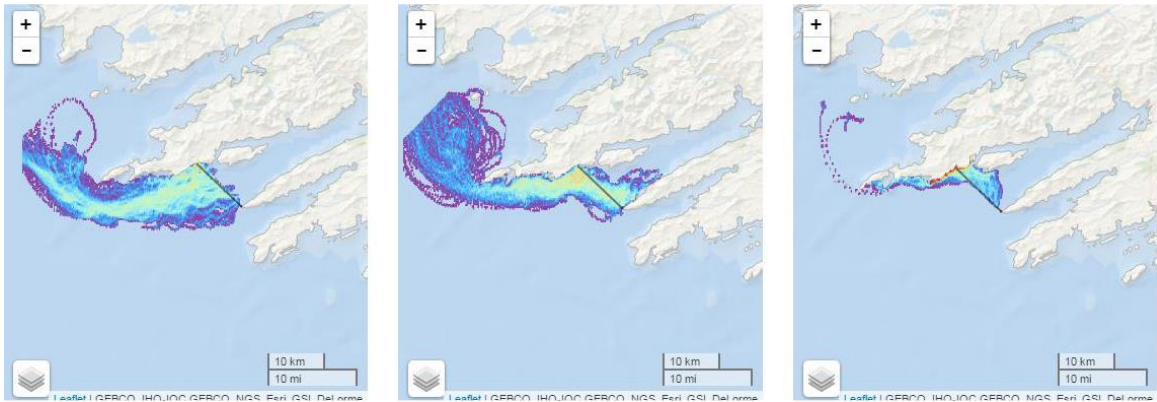 +
−
10 km
10 mi
Leaflet | GEBCO, IHO-IOC GEBCO, NGS, Esri, GSI, DeLorme
+
−
10 km
10 mi
Leaflet | GEBCO, IHO-IOC GEBCO, NGS, Esri, GSI, DeLorme
+
−
10 km
10 mi
Leaflet | GEBCO, IHO-IOC GEBCO, NGS, Esri, GSI, DeLorme